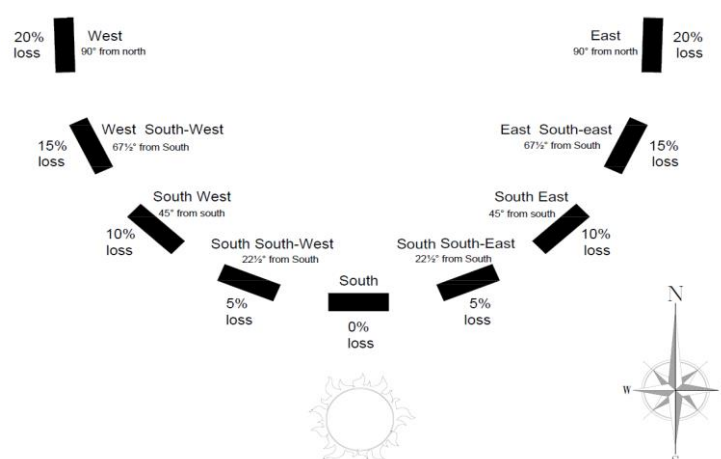 20%
loss
West
90° from north
East
90° from north
20%
loss
15%
loss
West South-West
67½° from South
East South-east
67½° from South
15%
loss
10%
loss
South West
45° from south
South East
45° from south
10%
loss
South South-West
22½° from South
South South-East
22½° from South
5%
loss
South
0%
loss
5%
loss
N
W
S